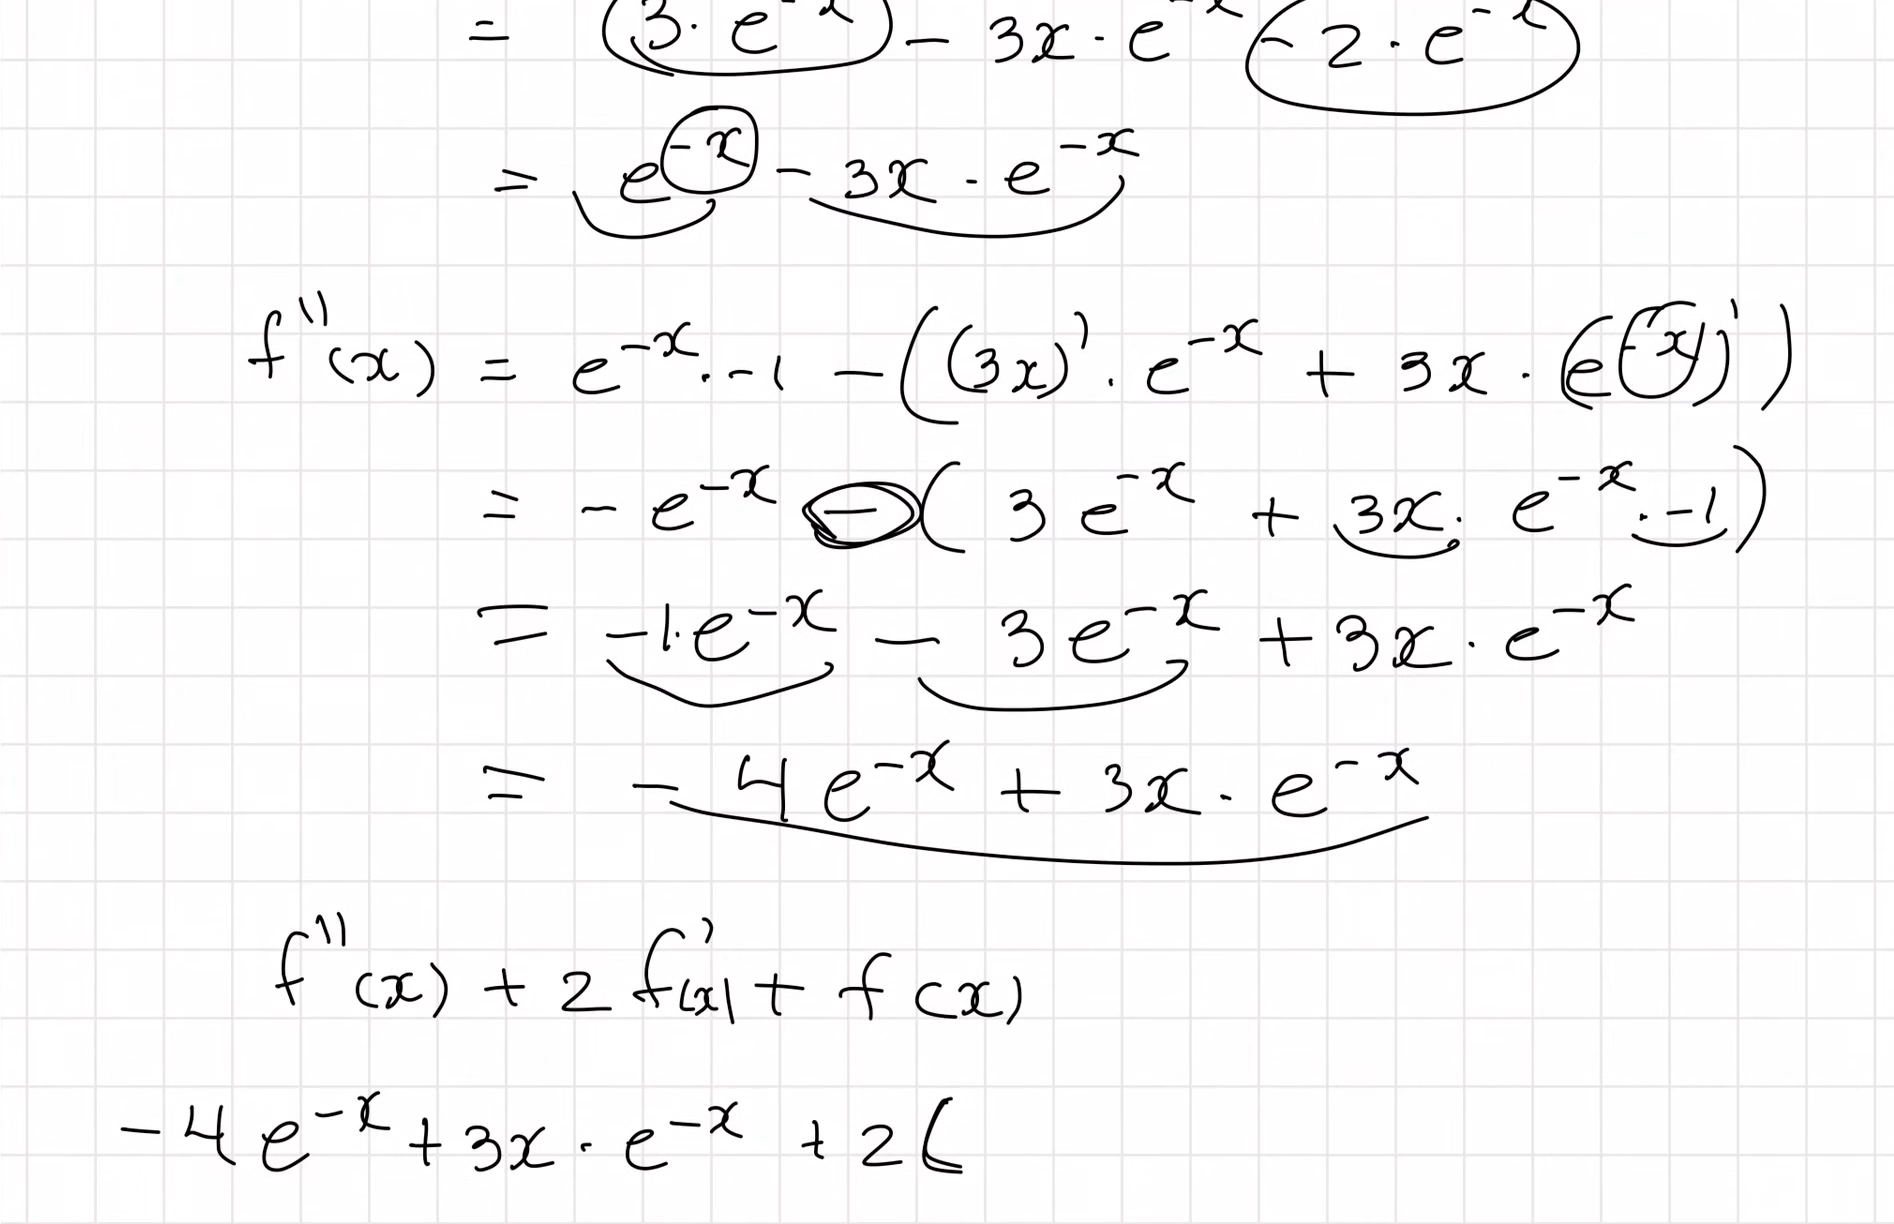 = 3 · e^{-x} - 3x · e^{-x} - 2 · e^{-x}
= e^{-x} - 3x · e^{-x}
f''(x) = e^{-x} · -1 - ((3x)' · e^{-x} + 3x · (e^{(-x)})')
= - e^{-x} - (3 e^{-x} + 3x · e^{-x} · -1)
= -1 · e^{-x} - 3 e^{-x} + 3x · e^{-x}
= - 4 e^{-x} + 3x · e^{-x}
f''(x) + 2 f'(x) + f(x)
-4 e^{-x} + 3x · e^{-x} + 2(